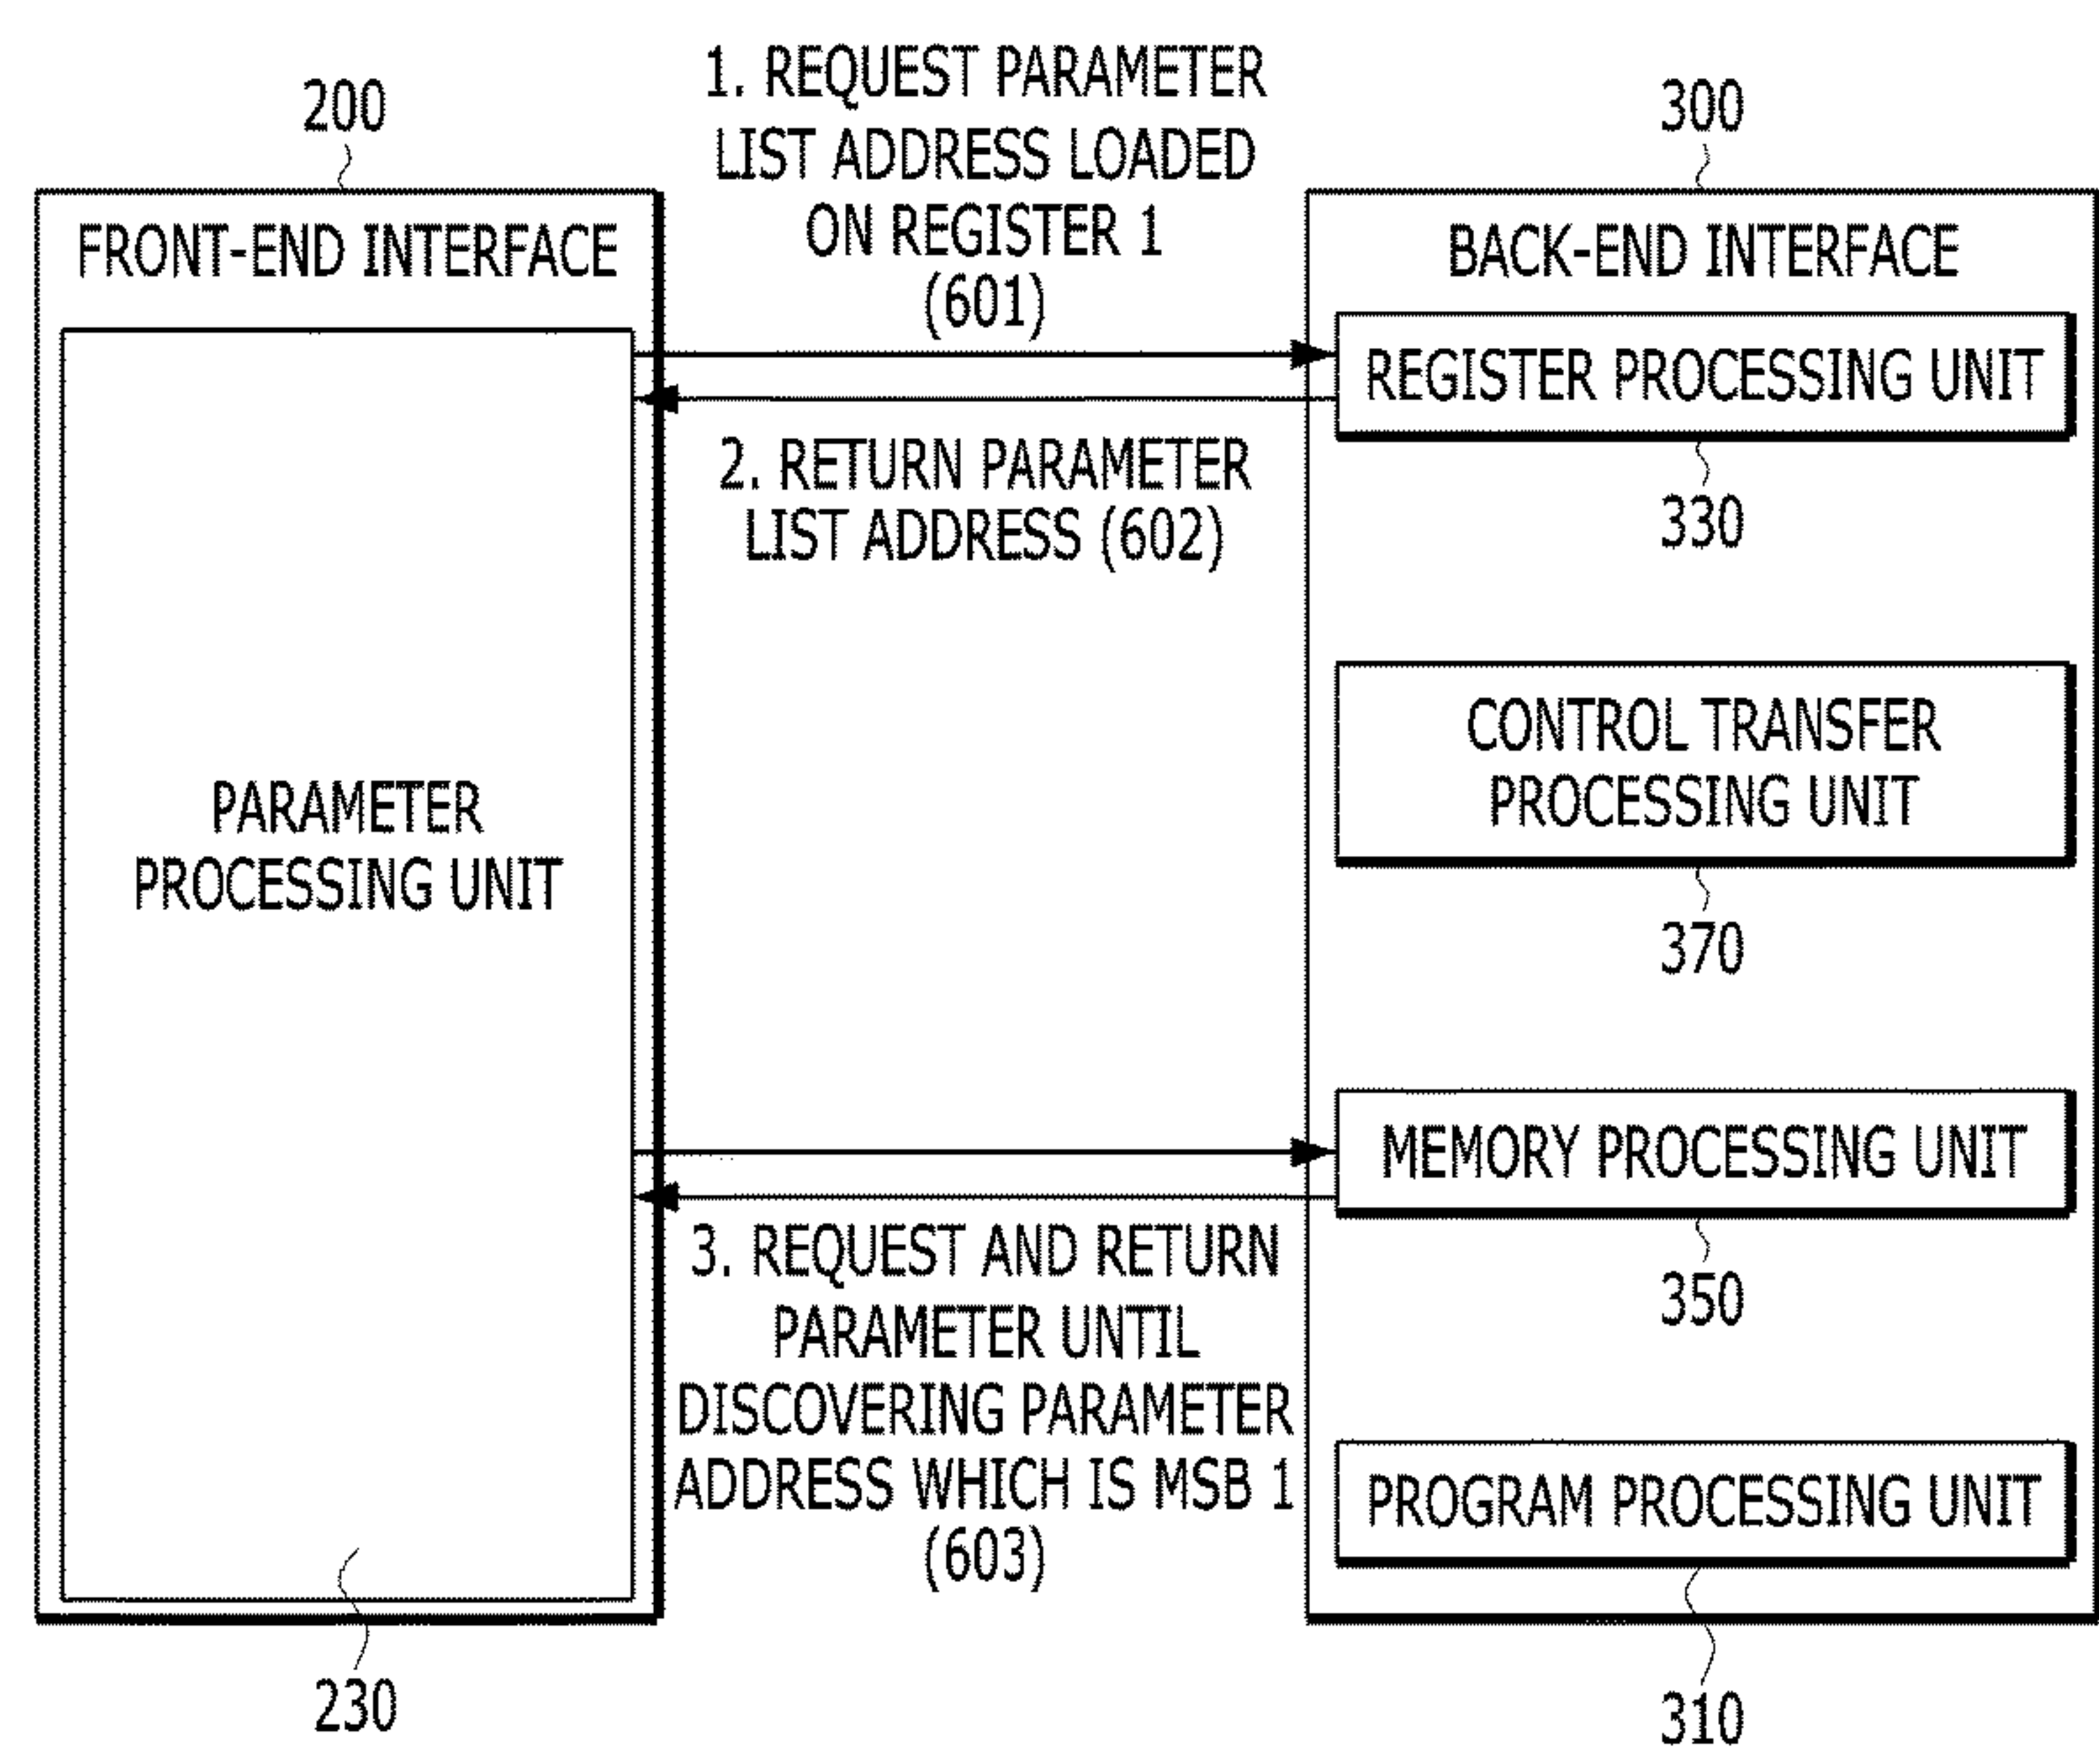 200
FRONT-END INTERFACE
PARAMETER
PROCESSING UNIT
230
1. REQUEST PARAMETER
LIST ADDRESS LOADED
ON REGISTER 1
(601)
2. RETURN PARAMETER
LIST ADDRESS (602)
3. REQUEST AND RETURN
PARAMETER UNTIL
DISCOVERING PARAMETER
ADDRESS WHICH IS MSB 1
(603)
300
BACK-END INTERFACE
REGISTER PROCESSING UNIT
330
CONTROL TRANSFER
PROCESSING UNIT
370
MEMORY PROCESSING UNIT
350
PROGRAM PROCESSING UNIT
310